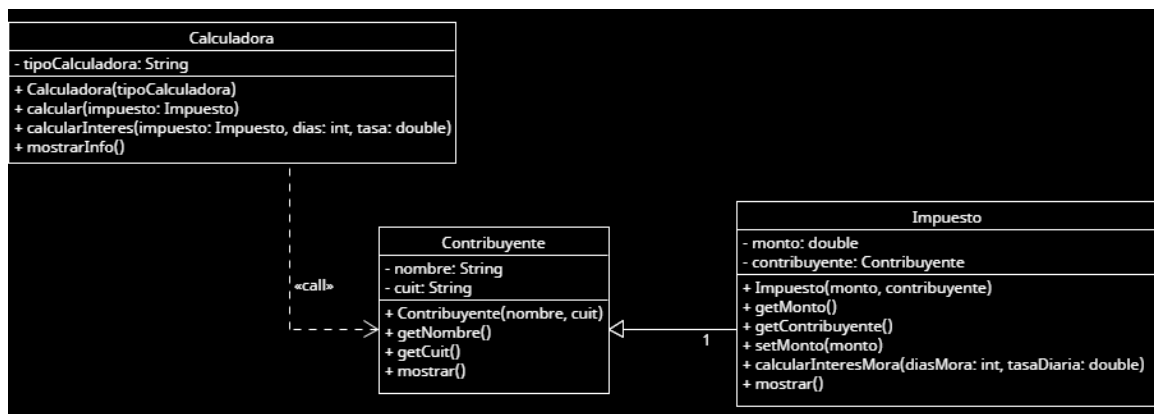 Calculadora
- tipoCalculadora: String
+ Calculadora(tipoCalculadora)
+ calcular(impuesto: Impuesto)
+ calcularInteres(impuesto: Impuesto, dias: int, tasa: double)
+ mostrarInfo()
«call»
Contribuyente
- nombre: String
- cuit: String
+ Contribuyente(nombre, cuit)
+ getNombre()
+ getCuit()
+ mostrar()
1
Impuesto
- monto: double
- contribuyente: Contribuyente
+ Impuesto(monto, contribuyente)
+ getMonto()
+ getContribuyente()
+ setMonto(monto)
+ calcularInteresMora(diasMora: int, tasaDiaria: double)
+ mostrar()